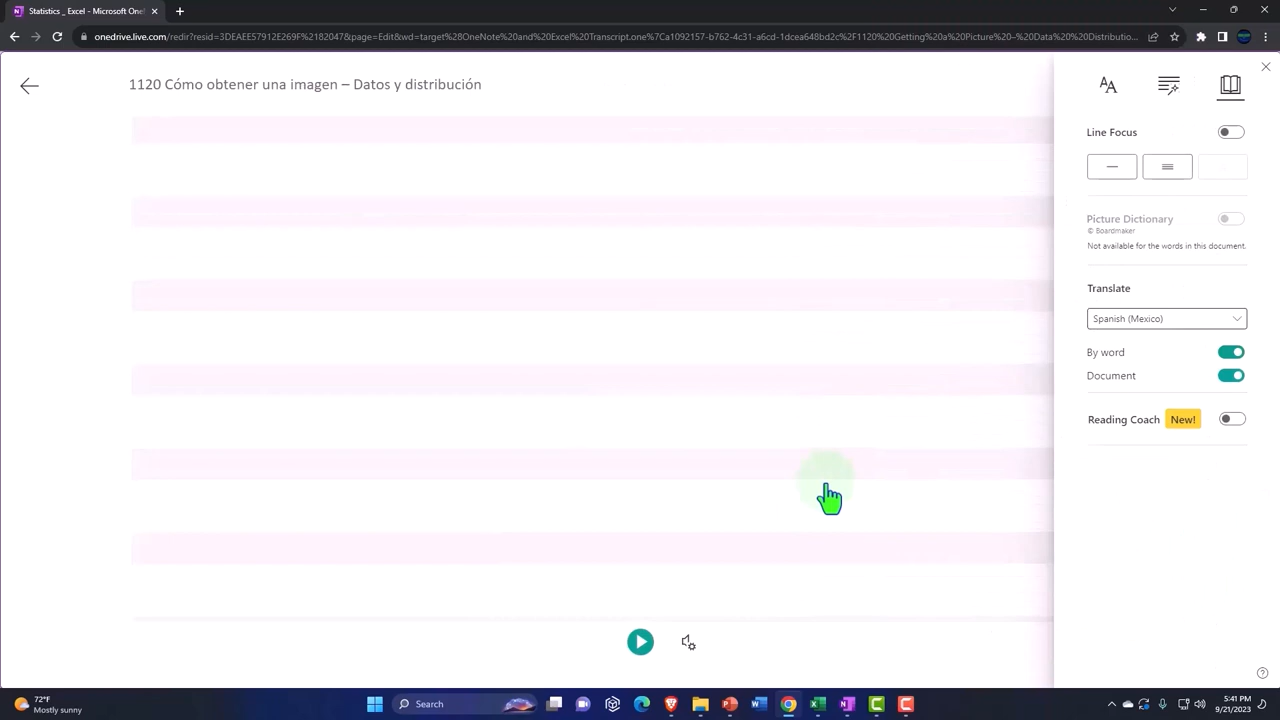 Statistics _ Excel - Microsoft One
onedrive.live.com/redir?resid=3DEAEE57912E269F!2182047&page=Edit&wd=target%28OneNote%20and%20Excel%20Transcript.one%7Ca1092157-b762-4c31-a6cd-1dcea648bd2c%2F1120%20Getting%20a%20Picture%20–%20Data%20%20Distributio...
1120 Cómo obtener una imagen – Datos y distribución
Line Focus
Picture Dictionary
© Boardmaker
Not available for the words in this document.
Translate
Spanish (Mexico)
By word
Document
Reading Coach New!
72°F
Mostly sunny
Search
5:41 PM
9/21/2023